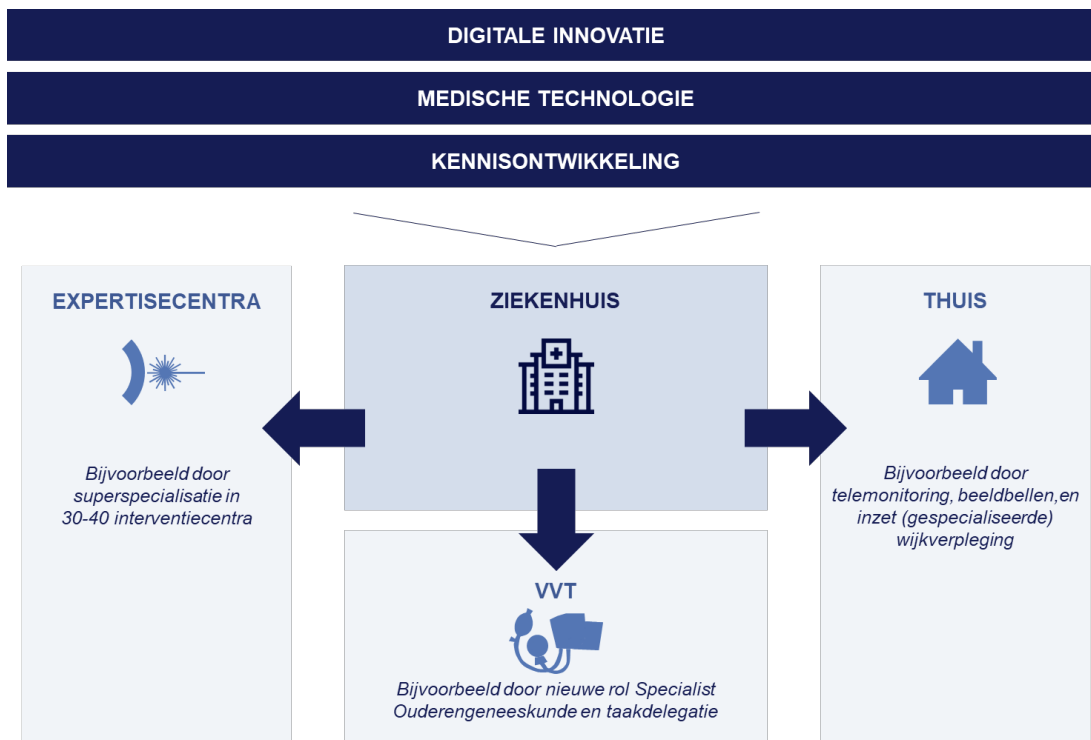 DIGITALE INNOVATIE
MEDISCHE TECHNOLOGIE
KENNISONTWIKKELING
EXPERTISECENTRA
Bijvoorbeeld door
superspecialisatie in
30-40 interventiecentra
ZIEKENHUIS
THUIS
Bijvoorbeeld door
telemonitoring, beeldbellen,en
inzet (gespecialiseerde)
wijkverpleging
VVT
Bijvoorbeeld door nieuwe rol Specialist
Ouderengeneeskunde en taakdelegatie